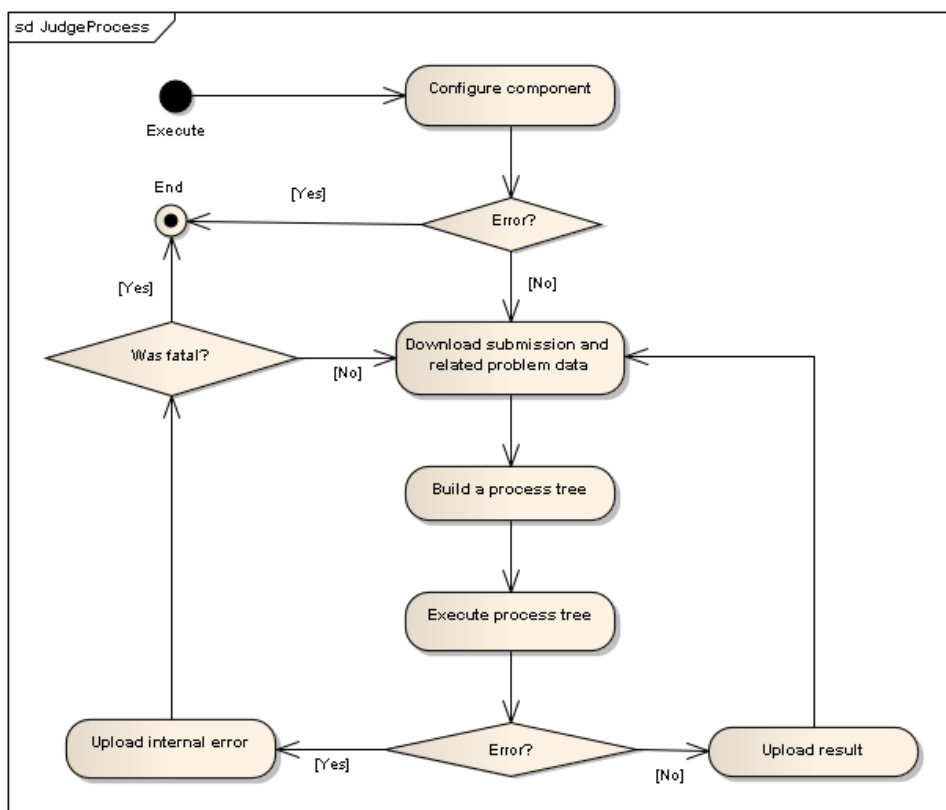 sd JudgeProcess
Configure component
Execute
End
[Yes]
Error?
[No]
[Yes]
Was fatal?
[No]
Download submission and
related problem data
Build a process tree
Execute process tree
Upload internal error
[Yes]
Error?
[No]
Upload result